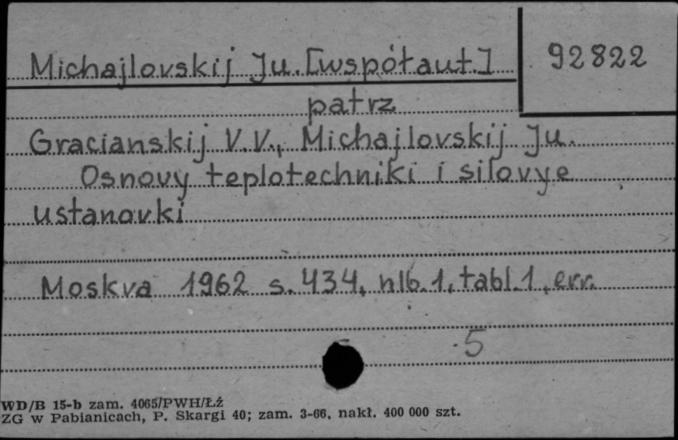 Michajlovskij Ju. [współaut.] 92822
patrz
Gracianskij V.V., Michajlovskij Ju.
Osnovy teplotechniki i silovye
ustanovki
Moskva 1962 s. 434, nlb. 1, tabl. 1, err.
5
WD/B 15-b zam. 4065/PWH/Łź
ZG w Pabianicach, P. Skargi 40; zam. 3-66, nakł. 400 000 szt.